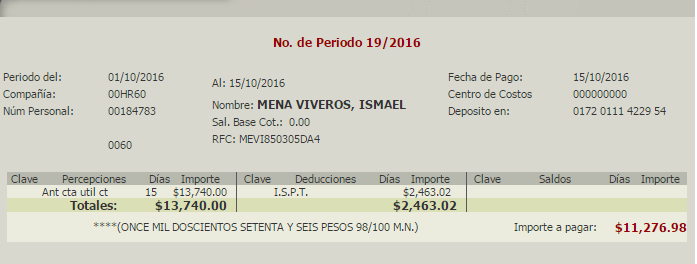 No. de Periodo 19/2016
Periodo del: 01/10/2016 Al: 15/10/2016 Fecha de Pago: 15/10/2016
Compañía: 00HR60 Centro de Costos 000000000
Núm Personal: 00184783 Nombre: MENA VIVEROS, ISMAEL Deposito en: 0172 0111 4229 54
Sal. Base Cot.: 0.00
0060 RFC: MEVI850305DA4
Clave Percepciones Días Importe Clave Deducciones Días Importe Clave Saldos Días Importe
Ant cta util ct 15 $13,740.00 I.S.P.T. $2,463.02
Totales: $13,740.00 $2,463.02
****(ONCE MIL DOSCIENTOS SETENTA Y SEIS PESOS 98/100 M.N.) Importe a pagar: $11,276.98